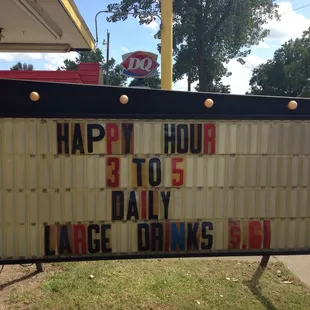 DQ
HAPPY HOUR
3 TO 5
DAILY
LARGE DRINKS $.61